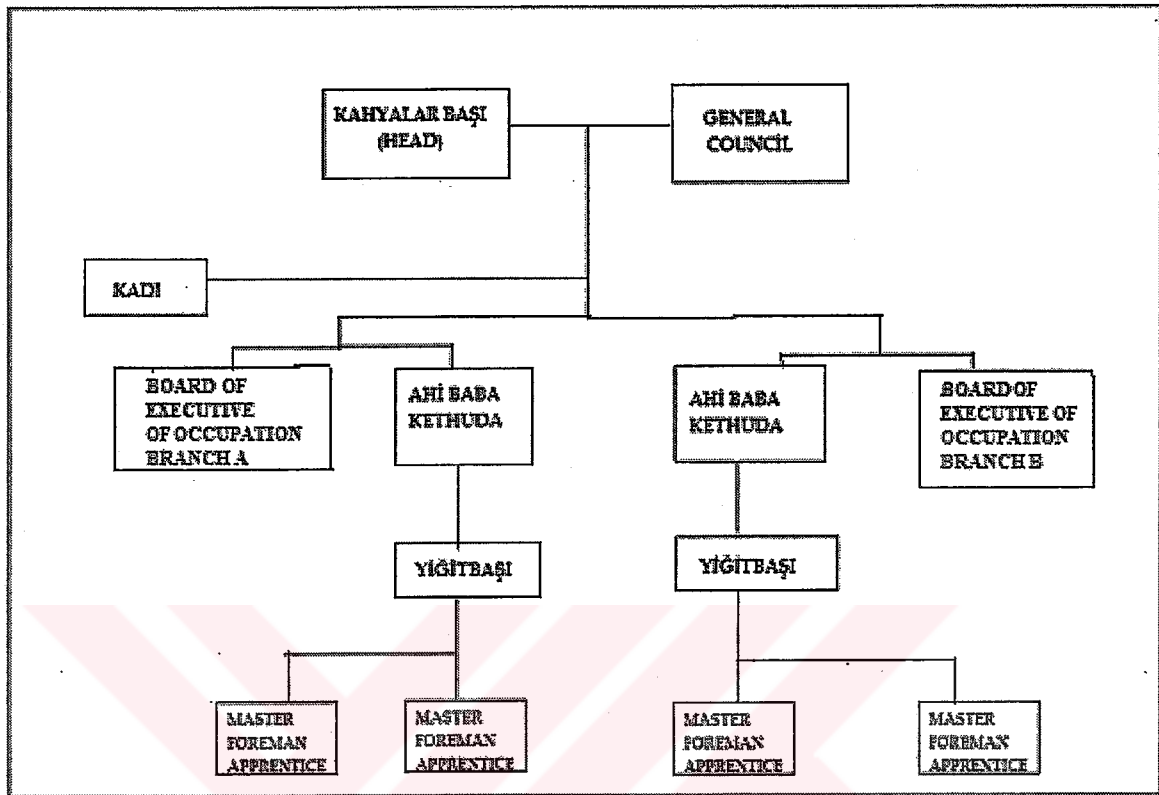 KAHYALAR BAŞI
(HEAD)
GENERAL
COUNCİL
KADI
BOARD OF
EXECUTIVE
OF OCCUPATION
BRANCH A
AHİ BABA
KETHUDA
AHİ BABA
KETHUDA
BOARD OF
EXECUTIVE OF
OCCUPATION
BRANCH B
YİĞİTBAŞI
YİĞİTBAŞI
MASTER
FOREMAN
APPRENTICE
MASTER
FOREMAN
APPRENTICE
MASTER
FOREMAN
APPRENTICE
MASTER
FOREMAN
APPRENTICE